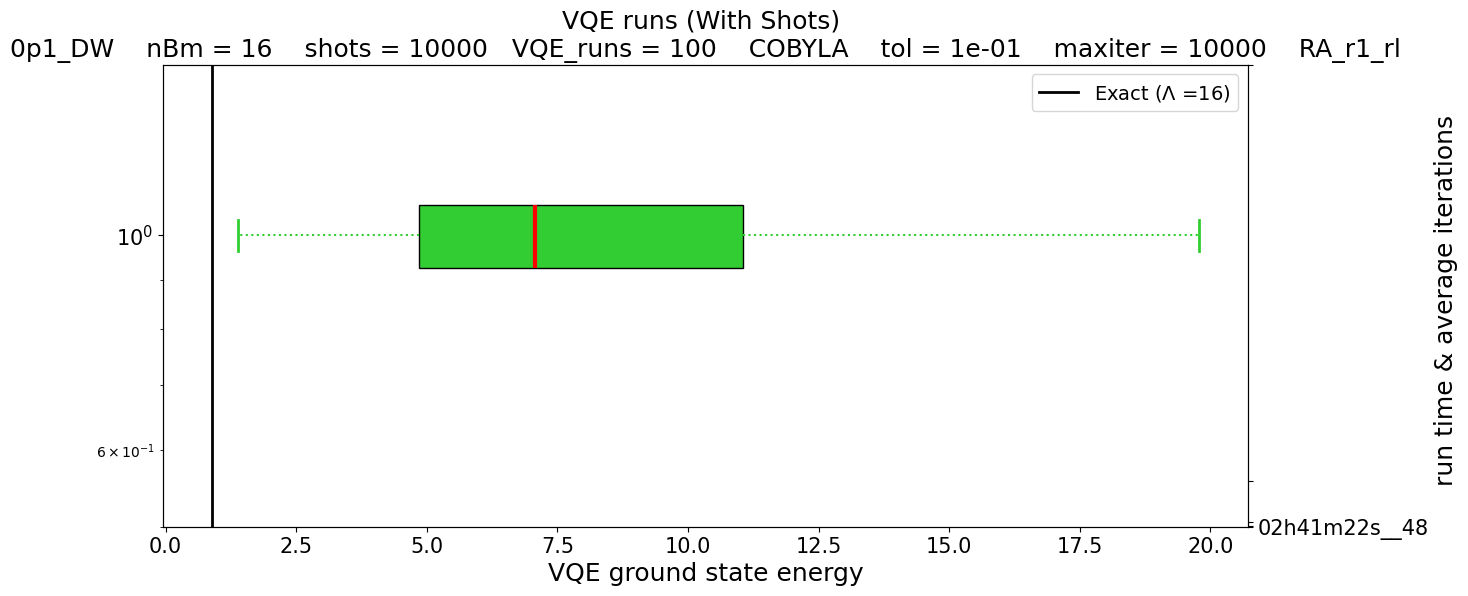 VQE runs (With Shots)
0p1_DW nBm = 16 shots = 10000 VQE_runs = 100 COBYLA tol = 1e-01 maxiter = 10000 RA_r1_rl
Exact (Λ =16)
10⁰
6 × 10⁻¹
0.0 2.5 5.0 7.5 10.0 12.5 15.0 17.5 20.0
VQE ground state energy
run time & average iterations
02h41m22s__48